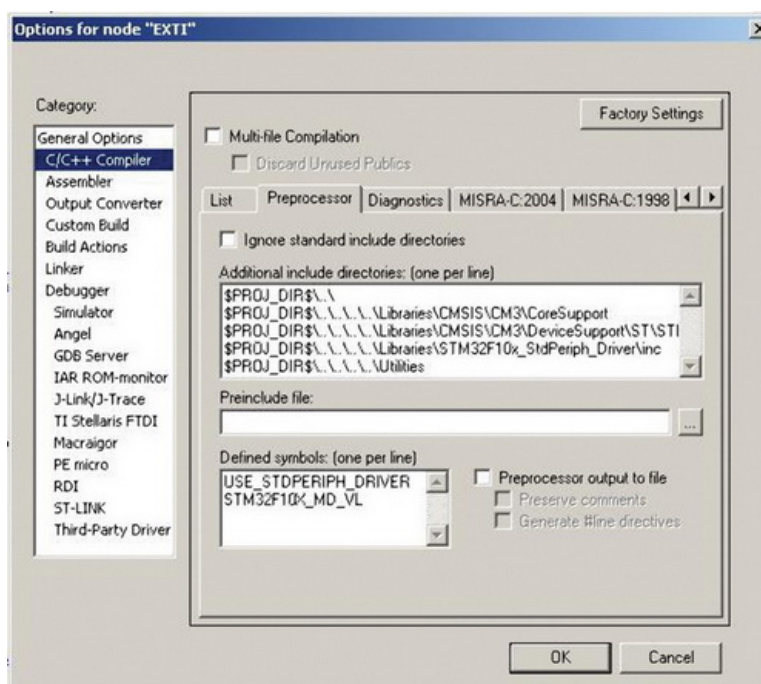 Options for node "EXTI"
Category:
General Options
C/C++ Compiler
Assembler
Output Converter
Custom Build
Build Actions
Linker
Debugger
Simulator
Angel
GDB Server
IAR ROM-monitor
J-Link/J-Trace
TI Stellaris FTDI
Macraigor
PE micro
RDI
ST-LINK
Third-Party Driver
Factory Settings
Multi-file Compilation
Discard Unused Publics
List Preprocessor Diagnostics MISRA-C:2004 MISRA-C:1998
Ignore standard include directories
Additional include directories: (one per line)
$PROJ_DIR$\..\
$PROJ_DIR$\..\..\..\..\Libraries\CMSIS\CM3\CoreSupport
$PROJ_DIR$\..\..\..\..\Libraries\CMSIS\CM3\DeviceSupport\ST\STI
$PROJ_DIR$\..\..\..\..\Libraries\STM32F10x_StdPeriph_Driver\inc
$PROJ_DIR$\..\..\..\..\Utilities
Preinclude file:
...
Defined symbols: (one per line)
USE_STDPERIPH_DRIVER
STM32F10X_MD_VL
Preprocessor output to file
Preserve comments
Generate #line directives
OK
Cancel